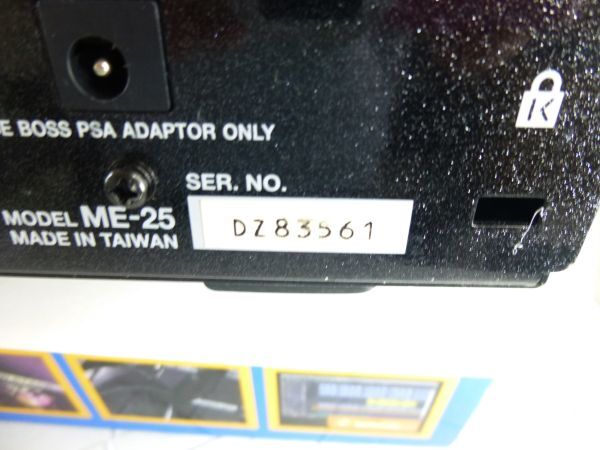 E BOSS PSA ADAPTOR ONLY
SER. NO.
MODEL ME-25
DZ83561
MADE IN TAIWAN
K